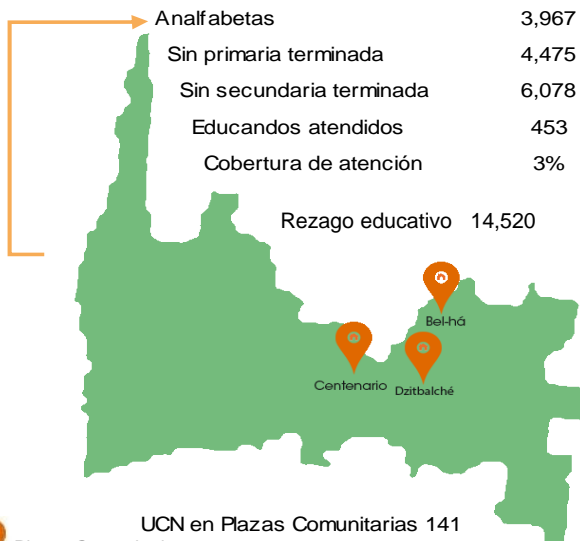 Analfabetas 3,967
Sin primaria terminada 4,475
Sin secundaria terminada 6,078
Educandos atendidos 453
Cobertura de atención 3%
Rezago educativo 14,520
Bel-há
Centenario
Dzitbalché
UCN en Plazas Comunitarias 141